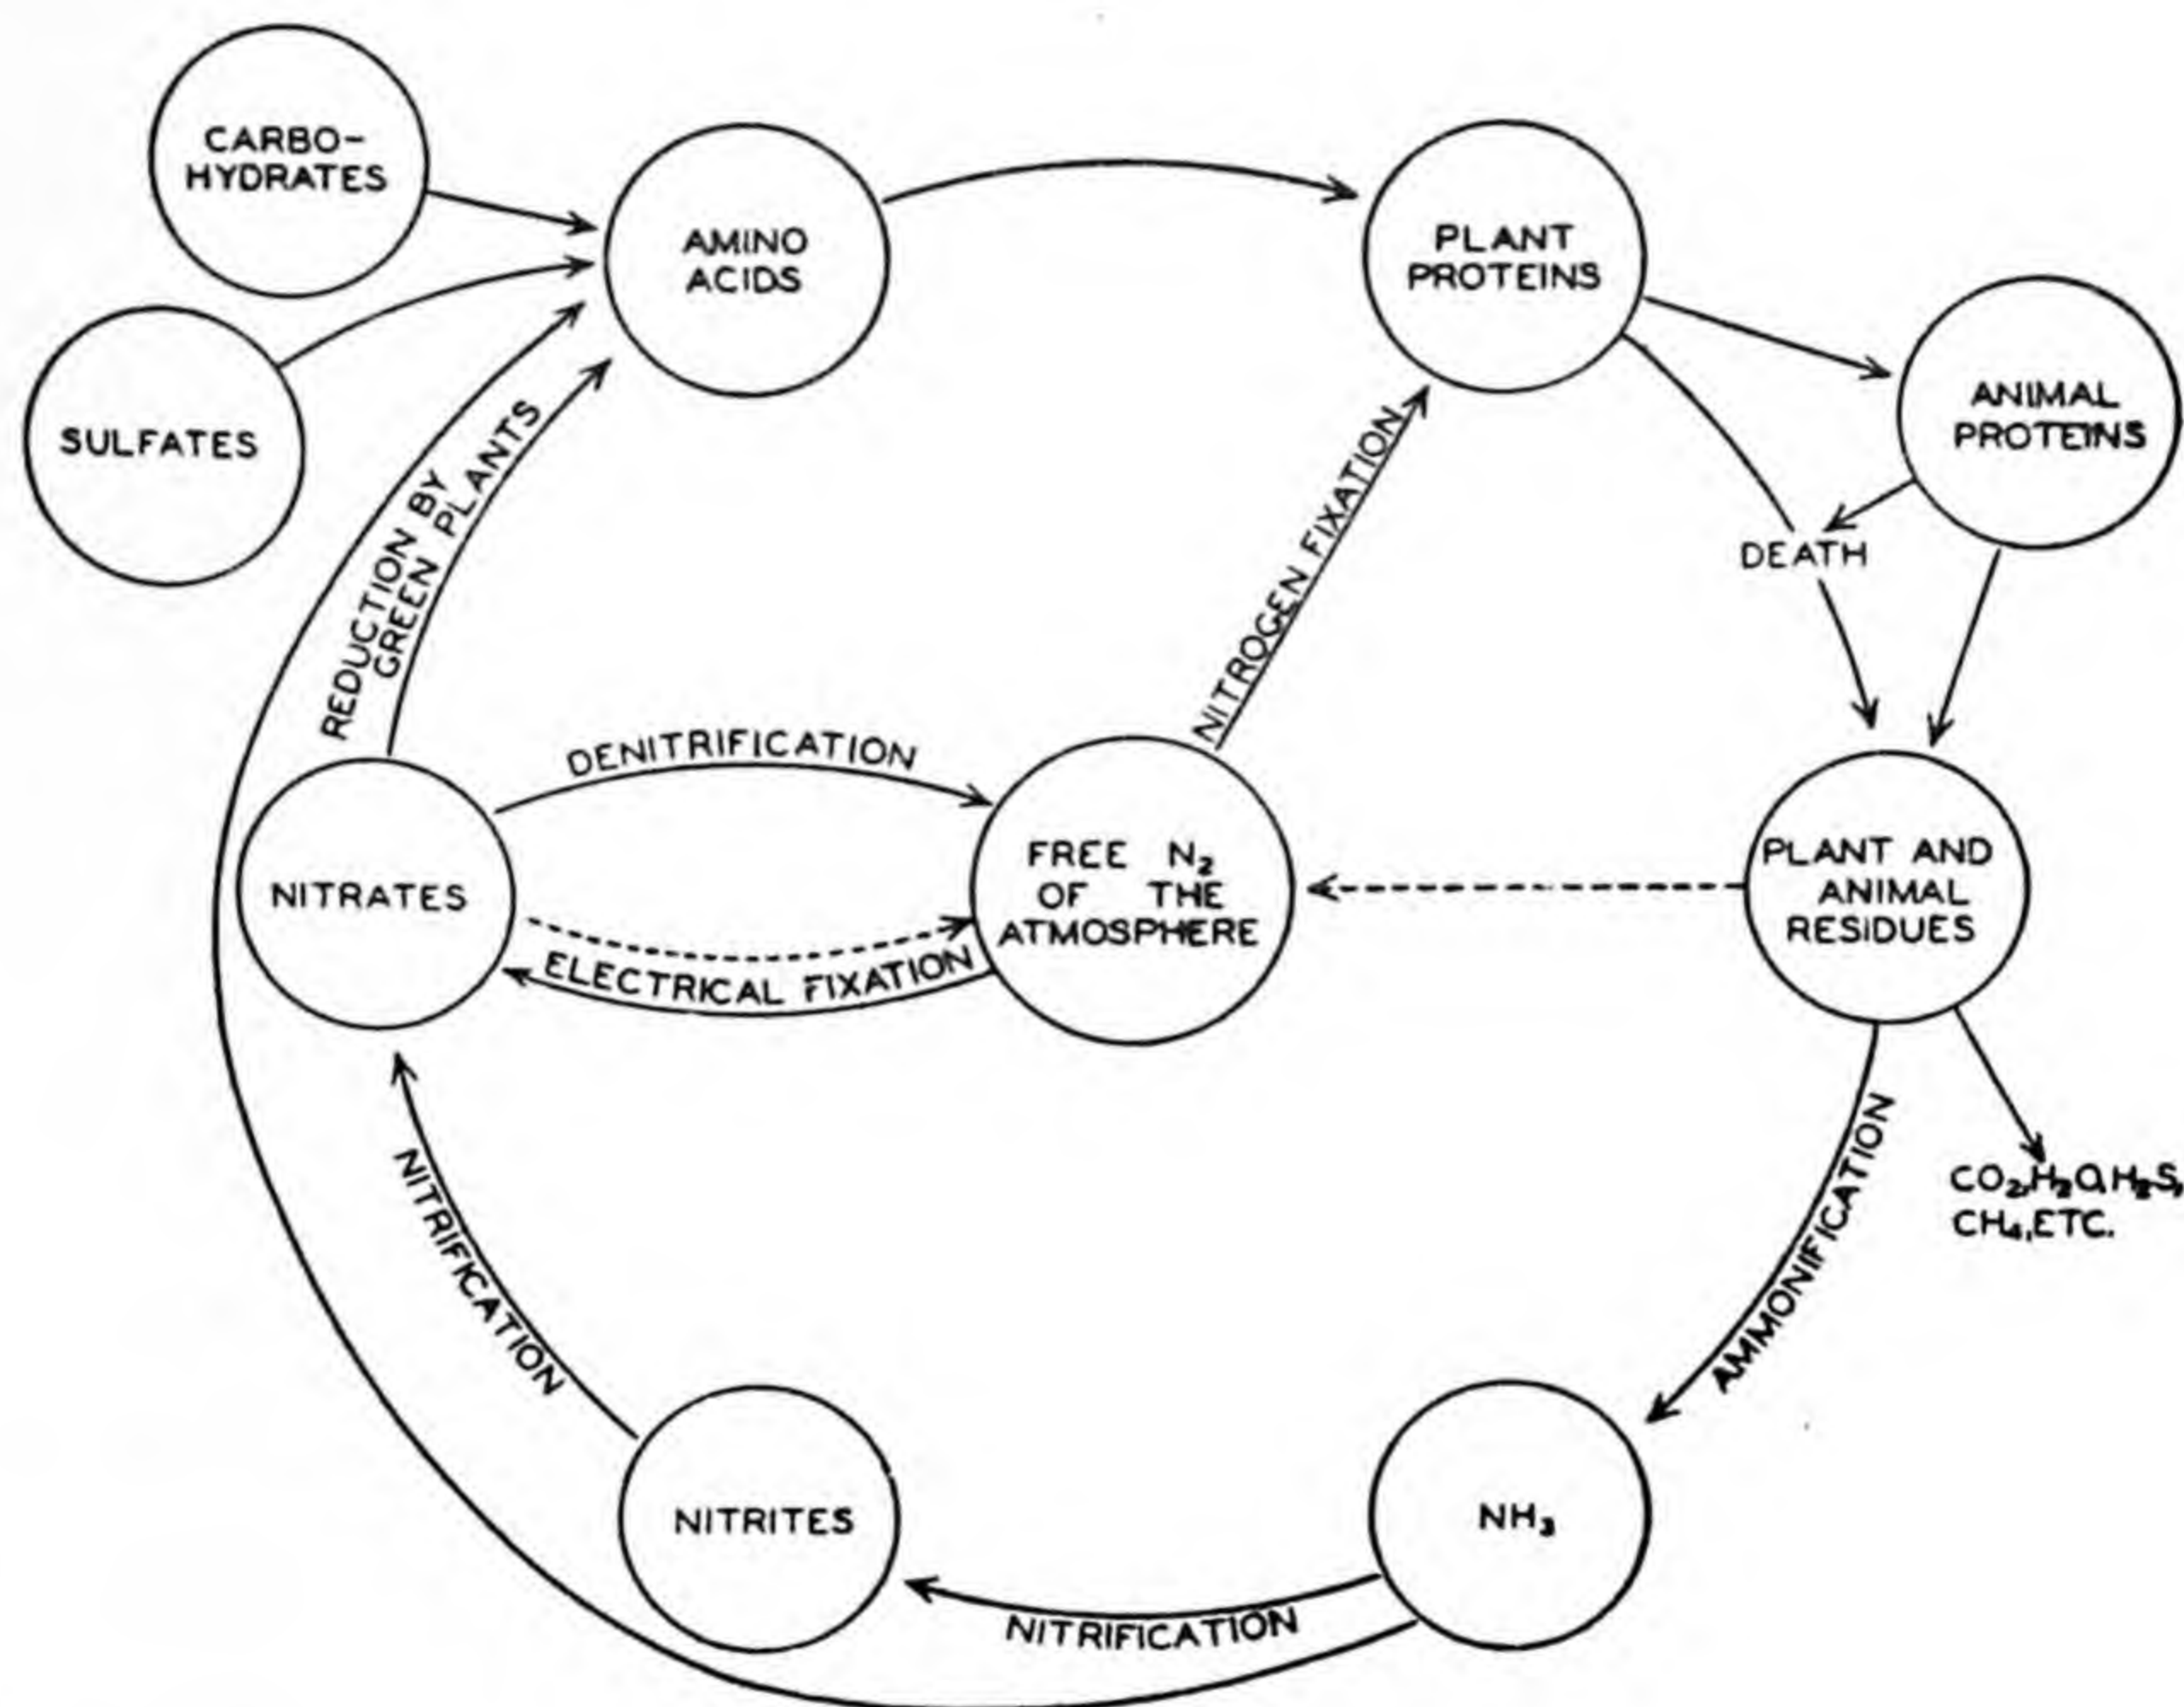 CARBO-
HYDRATES
AMINO
ACIDS
PLANT
PROTEINS
ANIMAL
PROTEINS
SULFATES
REDUCTION BY
GREEN PLANTS
NITROGEN FIXATION
DEATH
DENITRIFICATION
NITRATES
FREE N₂
OF THE
ATMOSPHERE
PLANT AND
ANIMAL
RESIDUES
ELECTRICAL FIXATION
NITRIFICATION
AMMONIFICATION
CO₂,H₂O,H₂S,
CH₄,ETC.
NITRITES
NH₃
NITRIFICATION